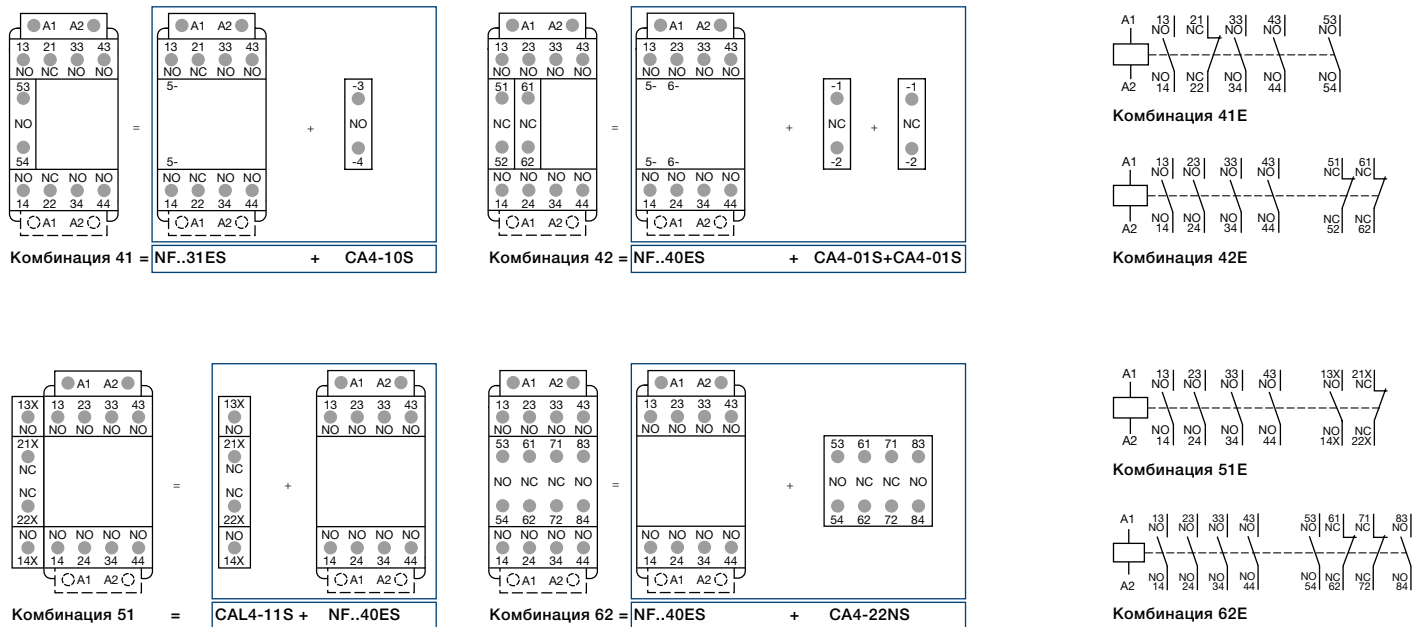 A1 A2
13 21 33 43
NO NC NO NO
53
NO
54
NO NC NO NO
14 22 34 44
A1 A2
=
A1 A2
13 21 33 43
NO NC NO NO
5-
5-
NO NC NO NO
14 22 34 44
A1 A2
+
-3
NO
-4
Комбинация 41 = NF..31ES + CA4-10S
A1 A2
13 23 33 43
NO NO NO NO
51 61
NC NC
52 62
NO NO NO NO
14 24 34 44
A1 A2
=
A1 A2
13 23 33 43
NO NO NO NO
5- 6-
5- 6-
NO NO NO NO
14 24 34 44
A1 A2
+
-1
NC
-2
+
-1
NC
-2
Комбинация 42 = NF..40ES + CA4-01S+CA4-01S
A1 13 21 33 43 53
NO NC NO NO NO
NO NC NO NO NO
A2 14 22 34 44 54
Комбинация 41E
A1 13 23 33 43 51 61
NO NO NO NO NC NC
NO NO NO NO NC NC
A2 14 24 34 44 52 62
Комбинация 42E
A1 A2
13X 13 23 33 43
NO NO NO NO NO
21X
NC
NC
22X
NO NO NO NO NO
14X 14 24 34 44
A1 A2
=
13X
NO
21X
NC
NC
22X
NO
14X
+
A1 A2
13 23 33 43
NO NO NO NO
NO NO NO NO
14 24 34 44
A1 A2
Комбинация 51 = CAL4-11S + NF..40ES
A1 A2
13 23 33 43
NO NO NO NO
53 61 71 83
NO NC NC NO
54 62 72 84
NO NO NO NO
14 24 34 44
A1 A2
=
A1 A2
13 23 33 43
NO NO NO NO
NO NO NO NO
14 24 34 44
A1 A2
+
53 61 71 83
NO NC NC NO
54 62 72 84
Комбинация 62 = NF..40ES + CA4-22NS
A1 13 23 33 43 13X 21X
NO NO NO NO NO NC
NO NO NO NO NO NC
A2 14 24 34 44 14X 22X
Комбинация 51E
A1 13 23 33 43 53 61 71 83
NO NO NO NO NO NC NC NO
NO NO NO NO NO NC NC NO
A2 14 24 34 44 54 62 72 84
Комбинация 62E